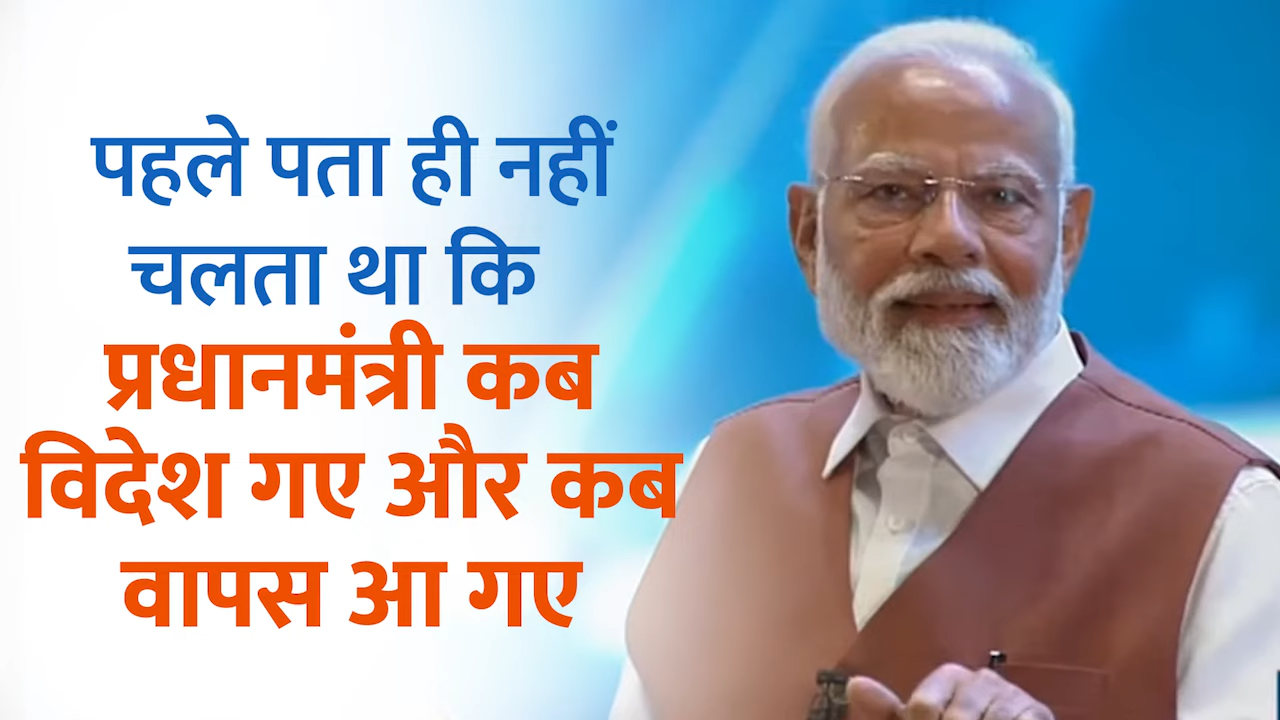 पहले पता ही नहीं
चलता था कि
प्रधानमंत्री कब
विदेश गए और कब
वापस आ गए